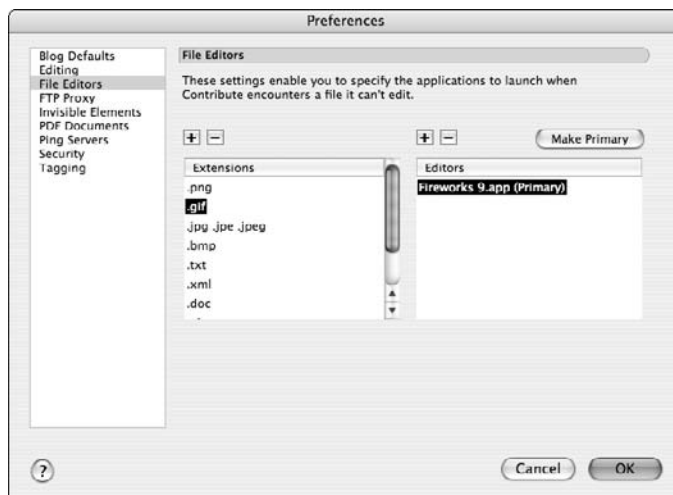 Preferences
Blog Defaults
Editing
File Editors
FTP Proxy
Invisible Elements
PDF Documents
Ping Servers
Security
Tagging
File Editors
These settings enable you to specify the applications to launch when
Contribute encounters a file it can't edit.
+ −
Extensions
.png
.gif
.jpg .jpe .jpeg
.bmp
.txt
.xml
.doc
+ −
Make Primary
Editors
Fireworks 9.app (Primary)
?
Cancel
OK